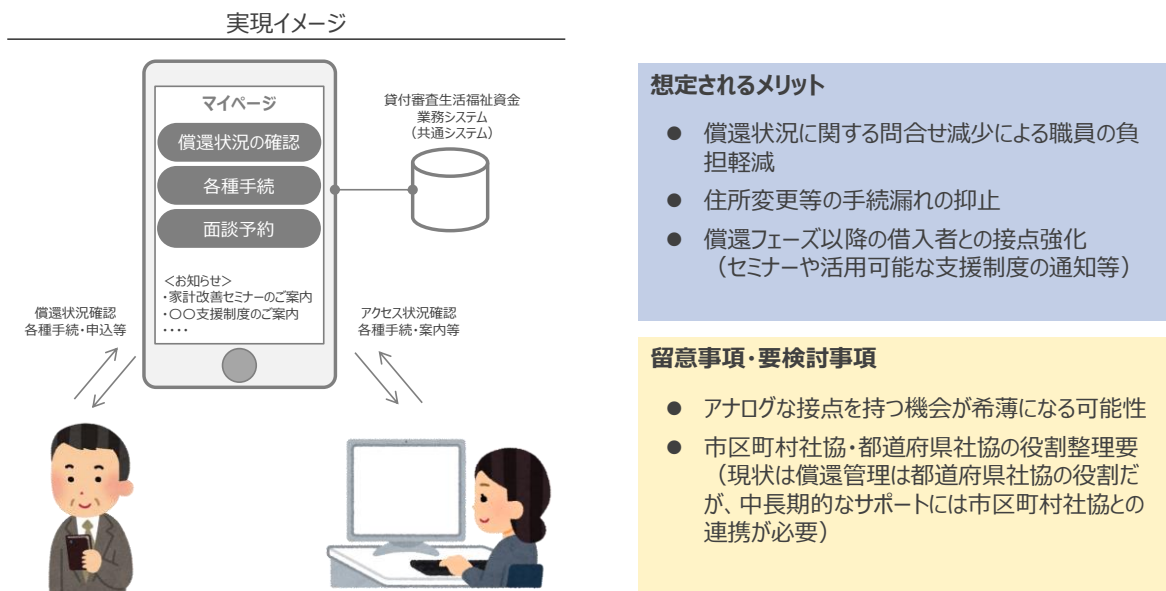 実現イメージ
マイページ
償還状況の確認
各種手続
面談予約
＜お知らせ＞
・家計改善セミナーのご案内
・〇〇支援制度のご案内
・・・・
貸付審査生活福祉資金
業務システム
（共通システム）
償還状況確認
各種手続・申込等
アクセス状況確認
各種手続・案内等
想定されるメリット
● 償還状況に関する問合せ減少による職員の負
担軽減
● 住所変更等の手続漏れの抑止
● 償還フェーズ以降の借入者との接点強化
（セミナーや活用可能な支援制度の通知等）
留意事項・要検討事項
● アナログな接点を持つ機会が希薄になる可能性
● 市区町村社協・都道府県社協の役割整理要
（現状は償還管理は都道府県社協の役割だ
が、中長期的なサポートには市区町村社協との
連携が必要）